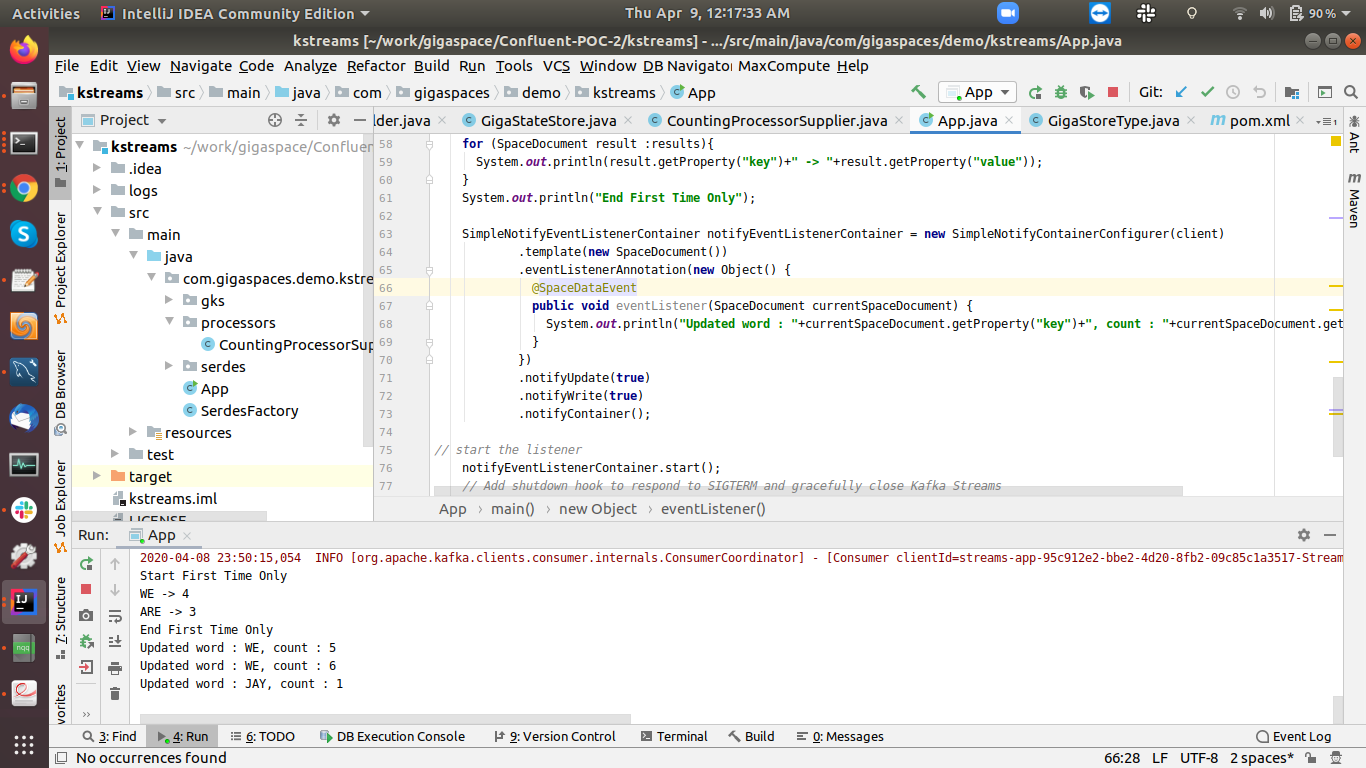 Activities IntelliJ IDEA Community Edition Thu Apr 9, 12:17:33 AM 90 %
kstreams [~/work/gigaspace/Confluent-POC-2/kstreams] - .../src/main/java/com/gigaspaces/demo/kstreams/App.java
File Edit View Navigate Code Analyze Refactor Build Run Tools VCS Window DB Navigator MaxCompute Help
kstreams src main java com gigaspaces demo kstreams App App Git:
Project lder.java GigaStateStore.java CountingProcessorSupplier.java App.java GigaStoreType.java pom.xml
1: Project
Project Explorer
DB Browser
Job Explorer
7: Structure
vorites
Ant
Maven
kstreams ~/work/gigaspace/Confluen
.idea
logs
src
main
java
com.gigaspaces.demo.kstre
gks
processors
CountingProcessorSup
serdes
App
SerdesFactory
resources
test
target
kstreams.iml
LICENSE
58 for (SpaceDocument result :results){
59 System.out.println(result.getProperty("key")+" -> "+result.getProperty("value"));
60 }
61 System.out.println("End First Time Only");
62
63 SimpleNotifyEventListenerContainer notifyEventListenerContainer = new SimpleNotifyContainerConfigurer(client)
64 .template(new SpaceDocument())
65 .eventListenerAnnotation(new Object() {
66 @SpaceDataEvent
67 public void eventListener(SpaceDocument currentSpaceDocument) {
68 System.out.println("Updated word : "+currentSpaceDocument.getProperty("key")+", count : "+currentSpaceDocument.get
69 }
70 })
71 .notifyUpdate(true)
72 .notifyWrite(true)
73 .notifyContainer();
74
75 // start the listener
76 notifyEventListenerContainer.start();
77 // Add shutdown hook to respond to SIGTERM and gracefully close Kafka Streams
App › main() › new Object › eventListener()
Run: App
2020-04-08 23:50:15,054 INFO [org.apache.kafka.clients.consumer.internals.ConsumerCoordinator] - [Consumer clientId=streams-app-95c912e2-bbe2-4d20-8fb2-09c85c1a3517-Stream
Start First Time Only
WE -> 4
ARE -> 3
End First Time Only
Updated word : WE, count : 5
Updated word : WE, count : 6
Updated word : JAY, count : 1
3: Find 4: Run 6: TODO DB Execution Console 9: Version Control Terminal Build 0: Messages Event Log
No occurrences found 66:28 LF UTF-8 2 spaces*